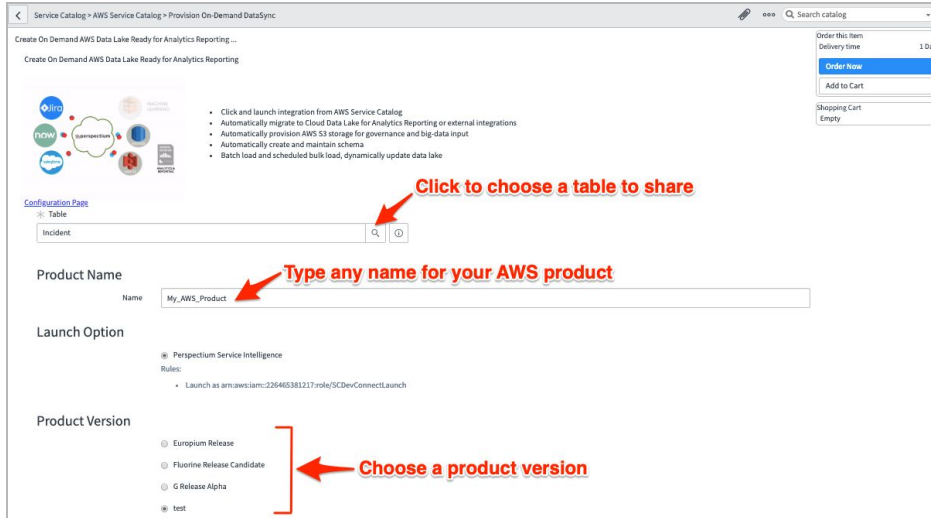 Service Catalog > AWS Service Catalog > Provision On-Demand DataSync
Search catalog
Create On Demand AWS Data Lake Ready for Analytics Reporting ...
Create On Demand AWS Data Lake Ready for Analytics Reporting
Order this Item
Delivery time 1 Da
Order Now
Add to Cart
Shopping Cart
Empty
Jira
MACHINE LEARNING
now
perspectium
salesforce
ANALYTICS & REPORTING
• Click and launch integration from AWS Service Catalog
• Automatically migrate to Cloud Data Lake for Analytics Reporting or external integrations
• Automatically provision AWS S3 storage for governance and big-data input
• Automatically create and maintain schema
• Batch load and scheduled bulk load, dynamically update data lake
Click to choose a table to share
Configuration Page
Table
Incident
Product Name
Type any name for your AWS product
Name My_AWS_Product
Launch Option
Perspectium Service Intelligence
Rules:
• Launch as arn:aws:iam::226465381217:role/SCDevConnectLaunch
Product Version
Europium Release
Fluorine Release Candidate
Choose a product version
G Release Alpha
test